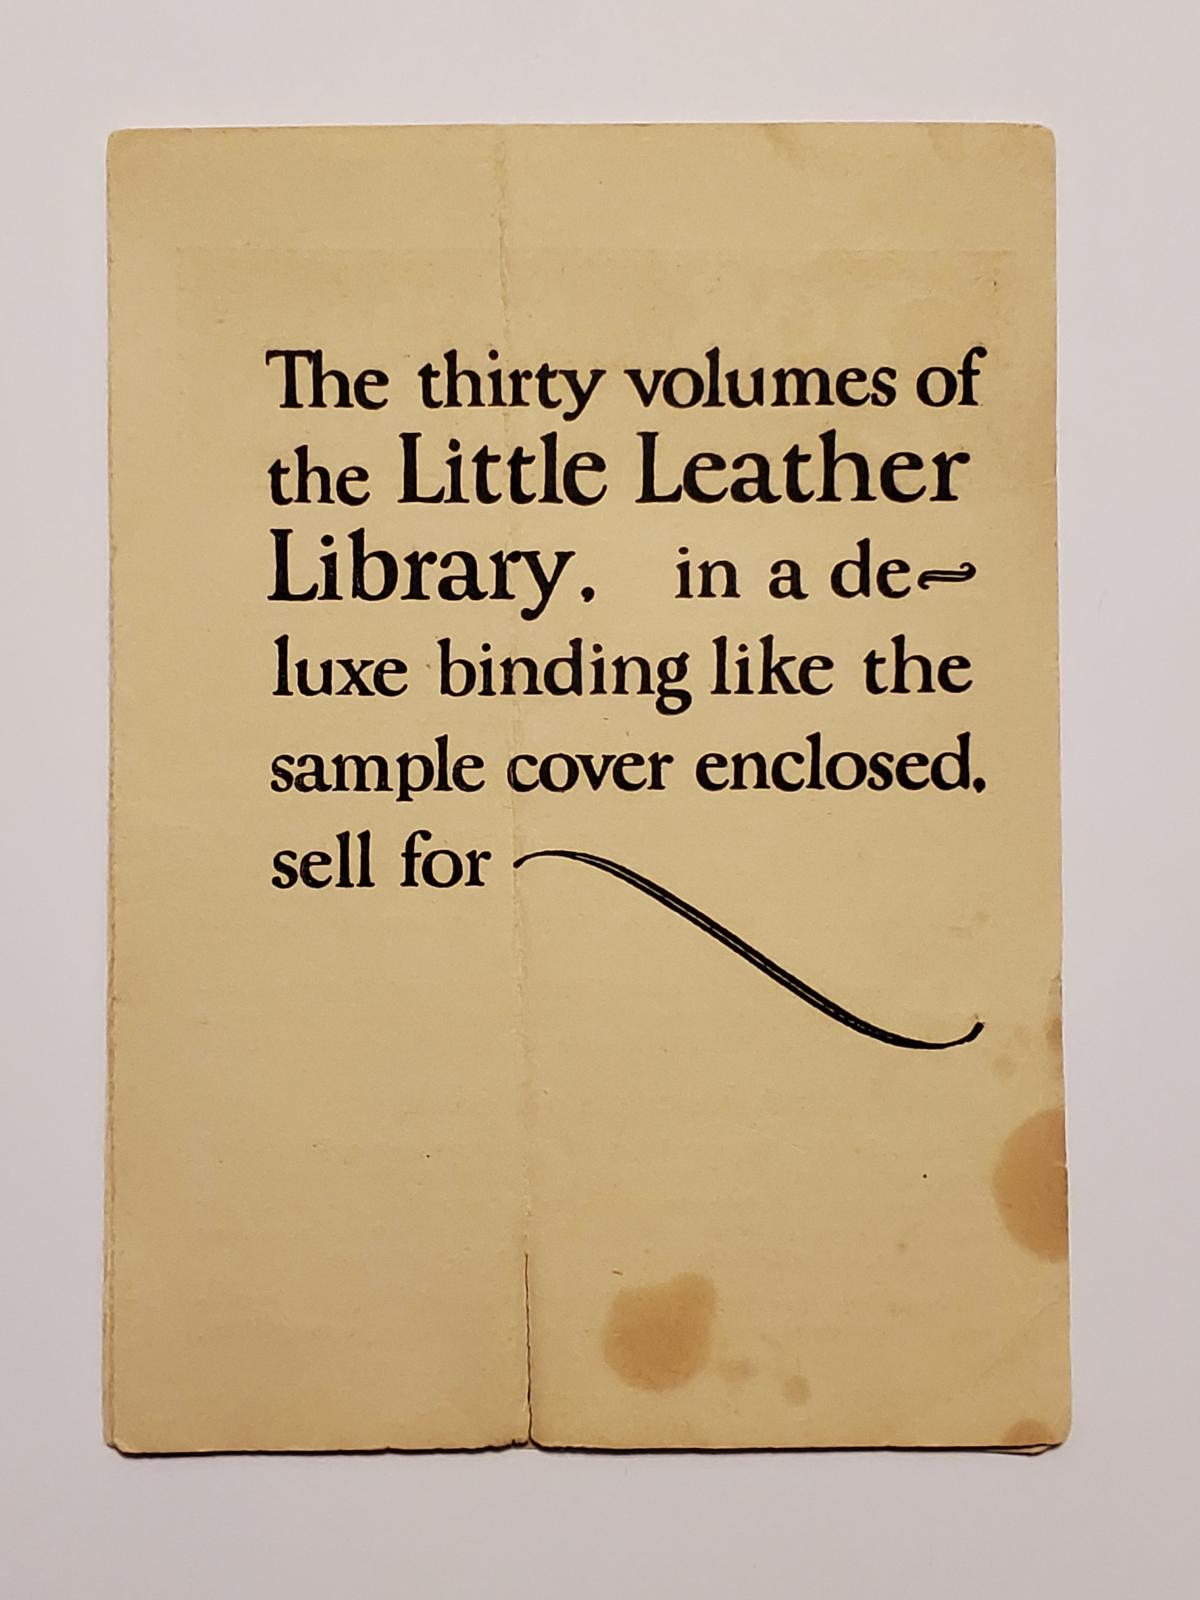 The thirty volumes of
the Little Leather
Library. in a de~
luxe binding like the
sample cover enclosed.
sell for